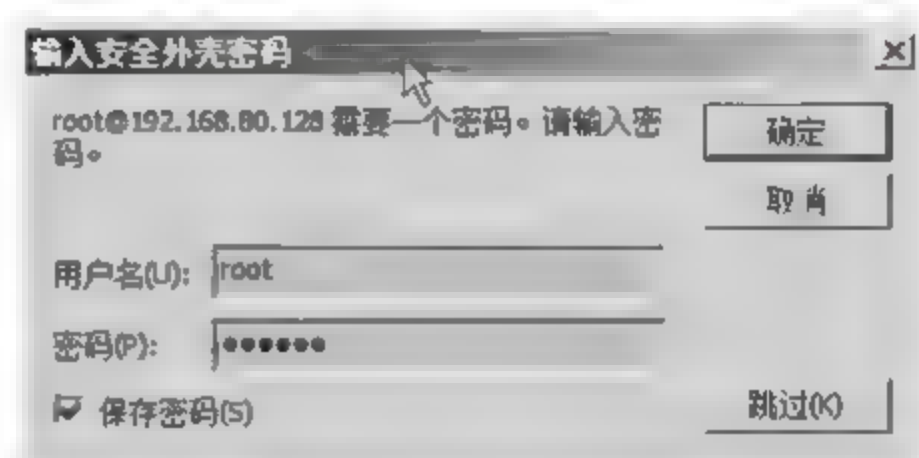 输入安全外壳密码
root@192.168.80.128 需要一个密码。请输入密
码。
确定
取消
用户名(U):
root
密码(P):
●●●●●●
保存密码(S)
跳过(K)